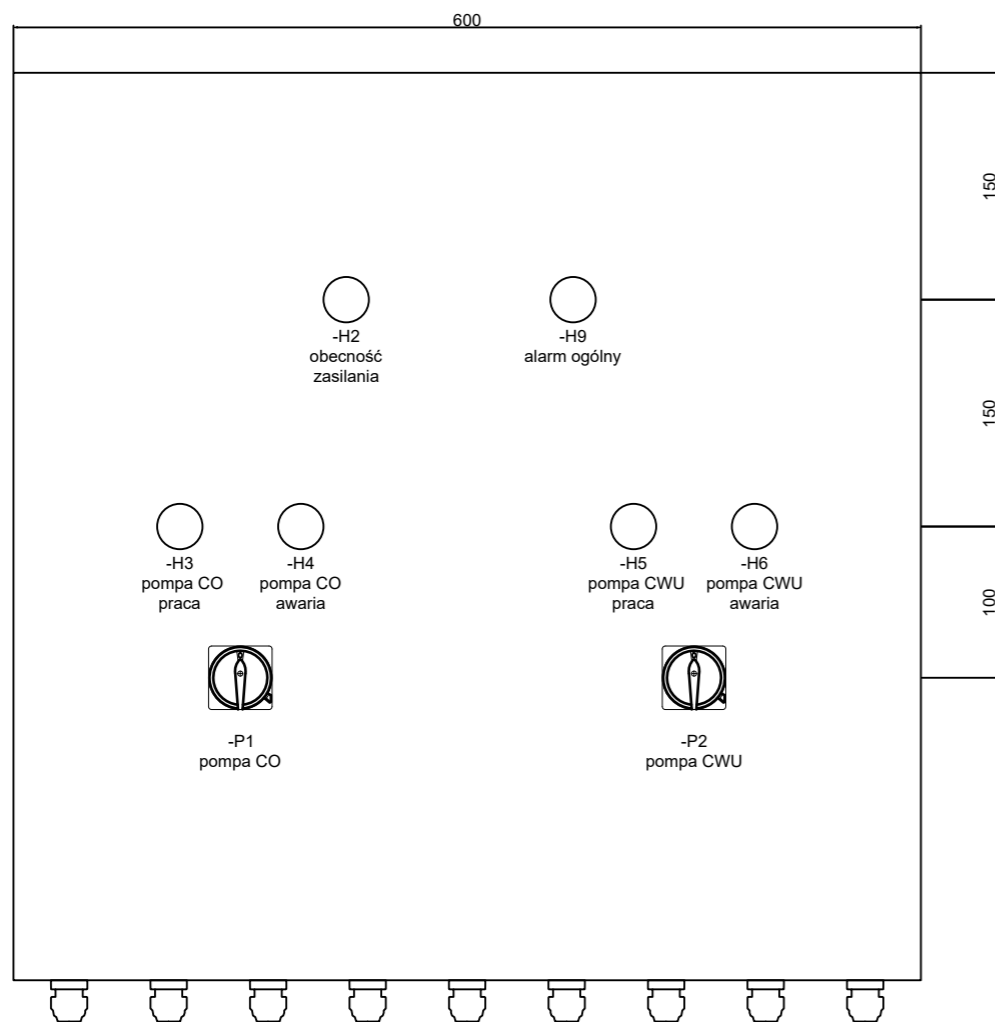 600
150
-H2
obecność
zasilania
-H9
alarm ogólny
150
-H3
pompa CO
praca
-H4
pompa CO
awaria
-H5
pompa CWU
praca
-H6
pompa CWU
awaria
100
-P1
pompa CO
-P2
pompa CWU